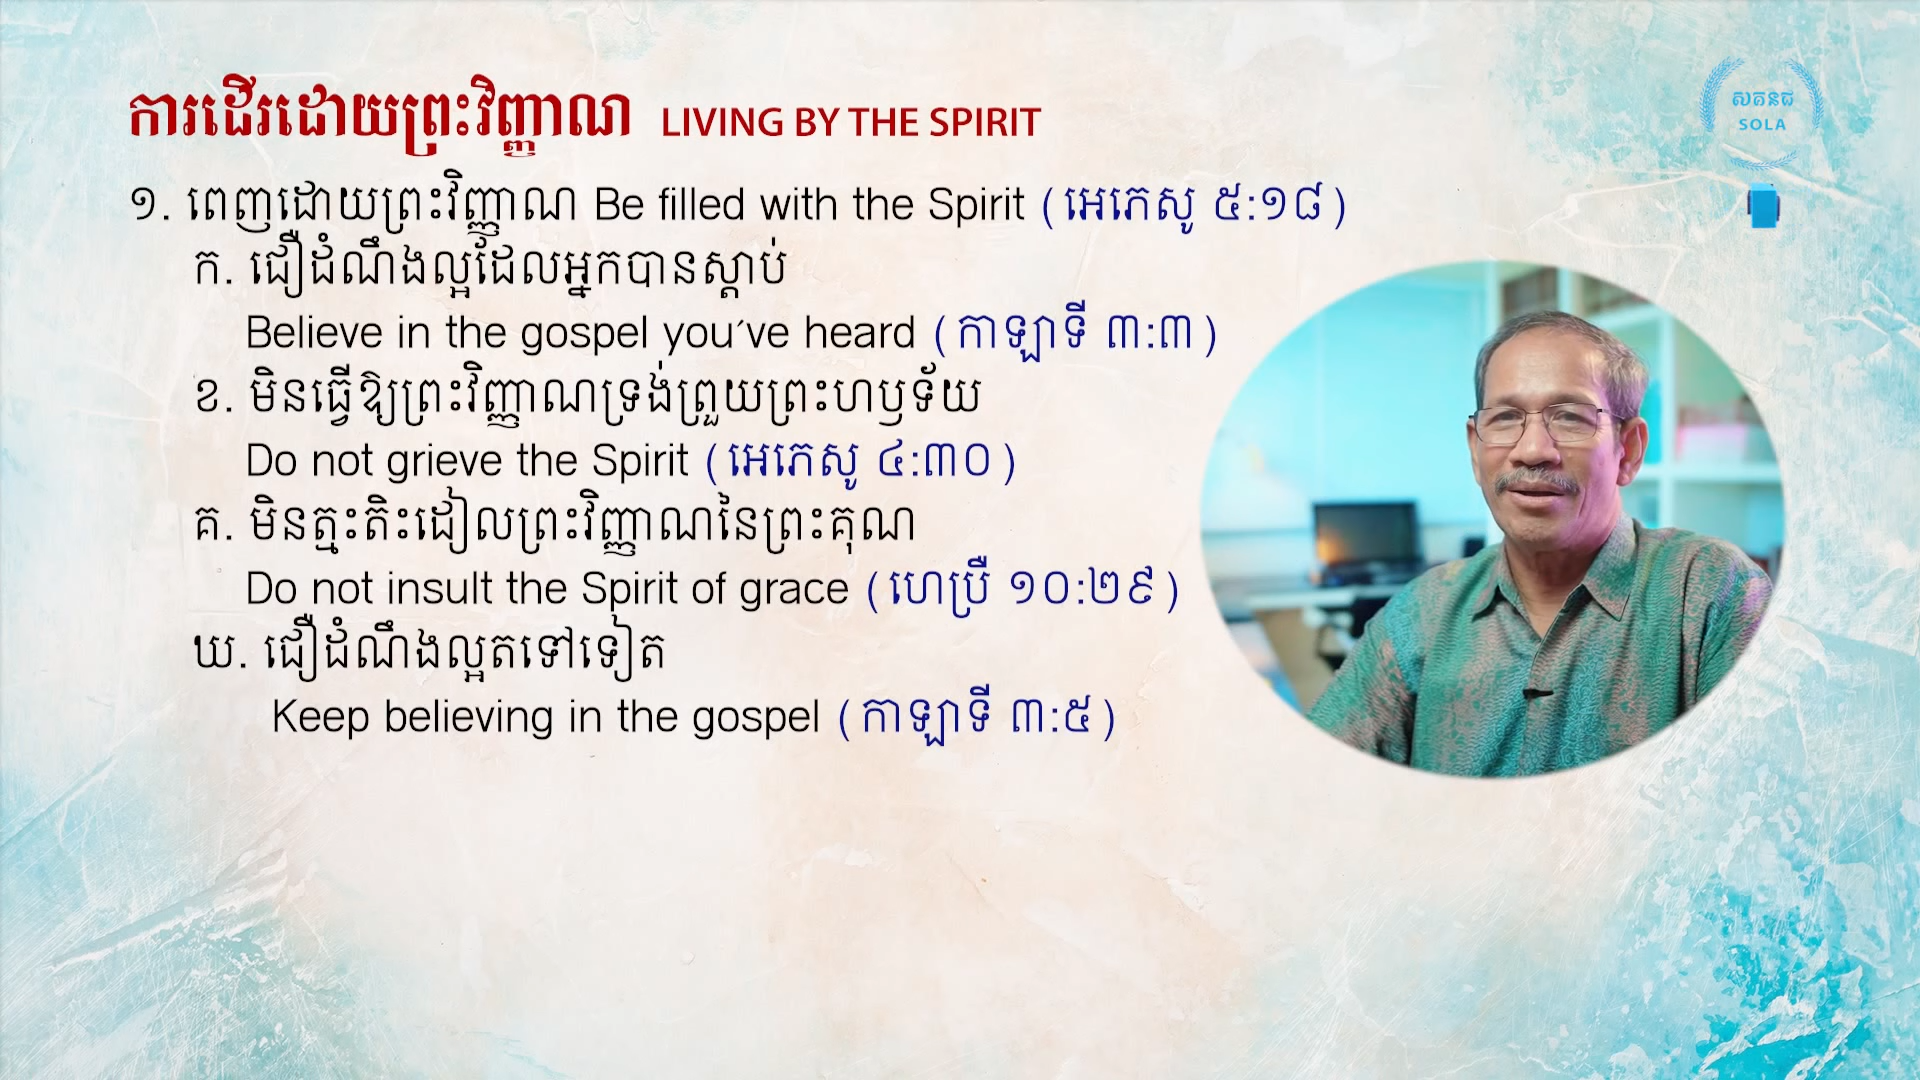 ការដើរដោយព្រះវិញ្ញាណ LIVING BY THE SPIRIT
សគនជ
SOLA
១. ពេញដោយព្រះវិញ្ញាណ Be filled with the Spirit (អេភេសូ ៥:១៨)
ក. ជឿដំណឹងល្អដែលអ្នកបានស្ដាប់
Believe in the gospel you've heard (កាឡាទី ៣:៣)
ខ. មិនធ្វើឱ្យព្រះវិញ្ញាណទ្រង់ព្រួយព្រះហឫទ័យ
Do not grieve the Spirit (អេភេសូ ៤:៣០)
គ. មិនត្មះតិះដៀលព្រះវិញ្ញាណនៃព្រះគុណ
Do not insult the Spirit of grace (ហេប្រឺ ១០:២៩)
ឃ. ជឿដំណឹងល្អតទៅទៀត
Keep believing in the gospel (កាឡាទី ៣:៥)